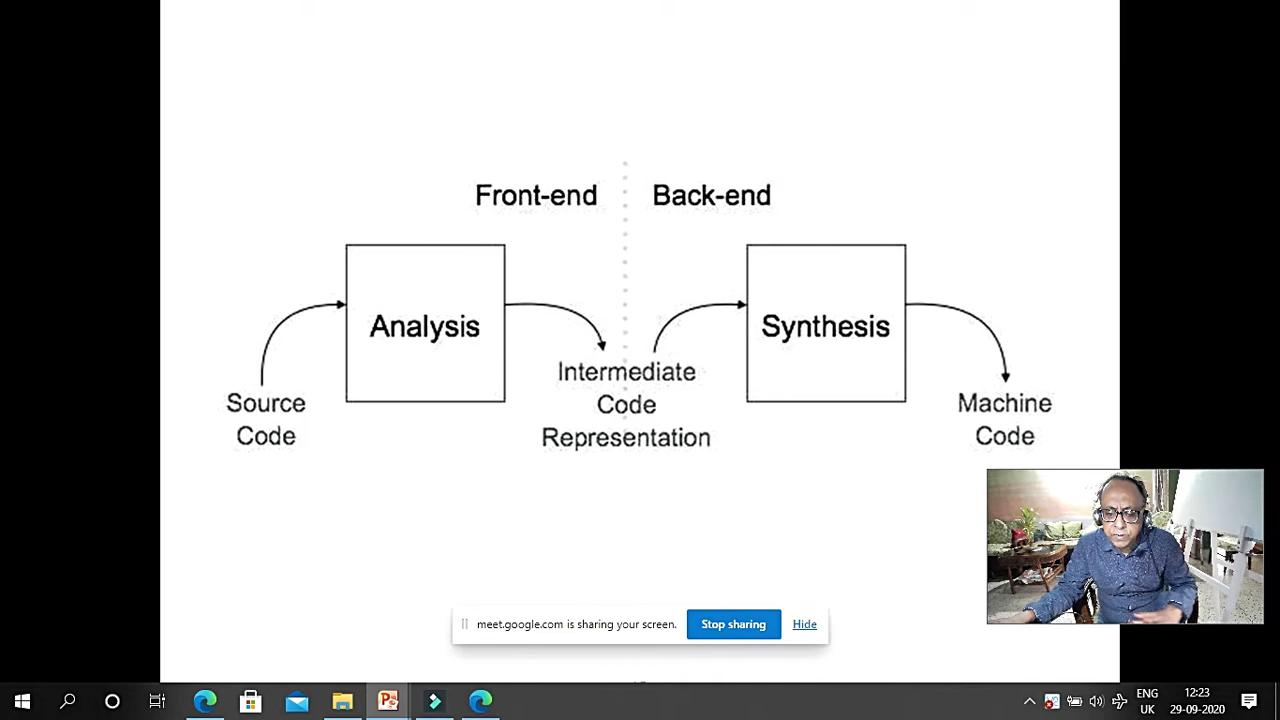 Front-end
Back-end
Analysis
Synthesis
Source
Code
Intermediate
Code
Representation
Machine
Code
meet.google.com is sharing your screen.
Stop sharing
Hide
ENG
UK
12:23
29-09-2020